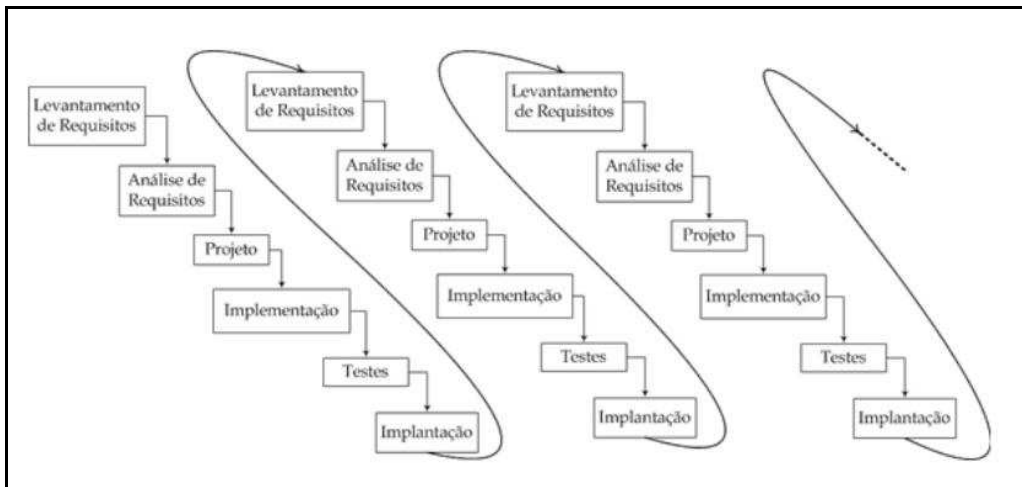 Levantamento
de Requisitos
Análise de
Requisitos
Projeto
Implementação
Testes
Implantação
Levantamento
de Requisitos
Análise de
Requisitos
Projeto
Implementação
Testes
Implantação
Levantamento
de Requisitos
Análise de
Requisitos
Projeto
Implementação
Testes
Implantação